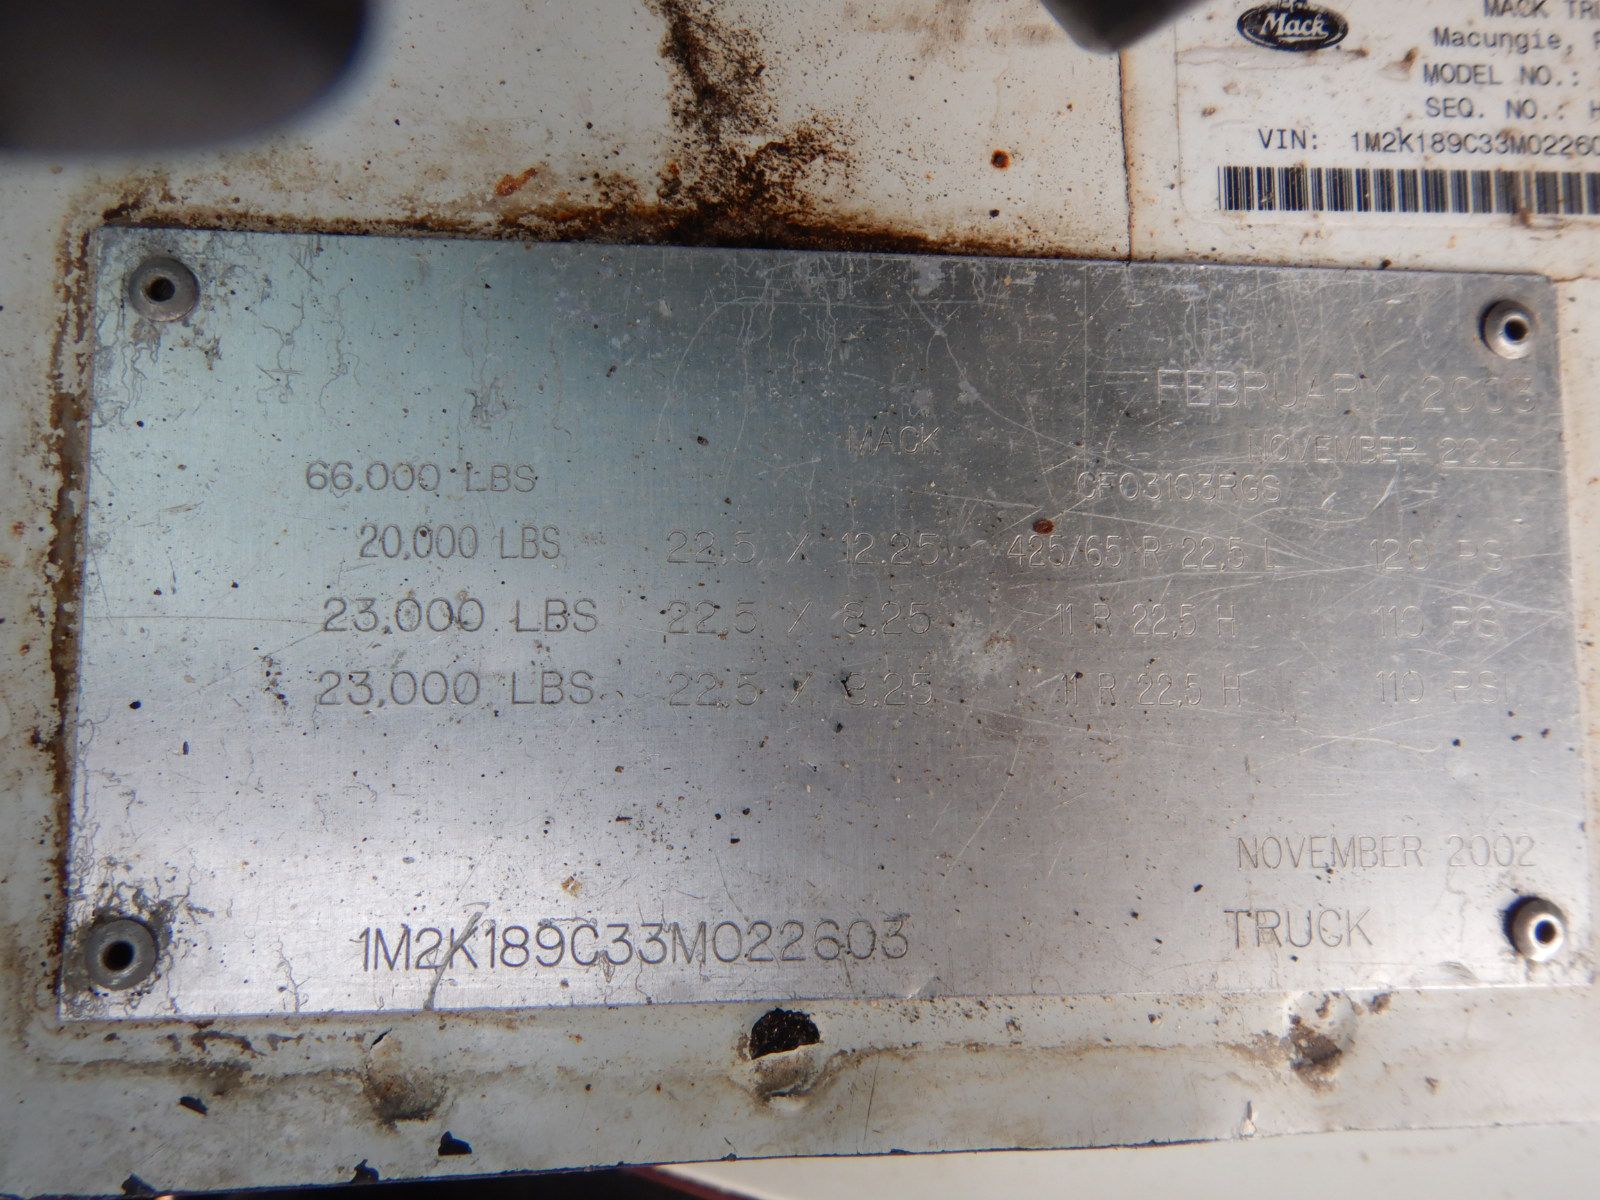 Mack
MACK
Macungie,
MODEL NO.:
SEQ. NO.: H
VIN: 1M2K189C33M02260
FEBRUARY 2003
MACK NOVEMBER 2002
66,000 LBS CF03103RGS
20,000 LBS 22.5 X 12.25 425/65 R 22.5 L 120 PSI
23,000 LBS 22.5 X 8.25 11 R 22.5 H 110 PSI
23,000 LBS 22.5 X 8.25 11 R 22.5 H 110 PSI
NOVEMBER 2002
1M2K189C33M022603 TRUCK